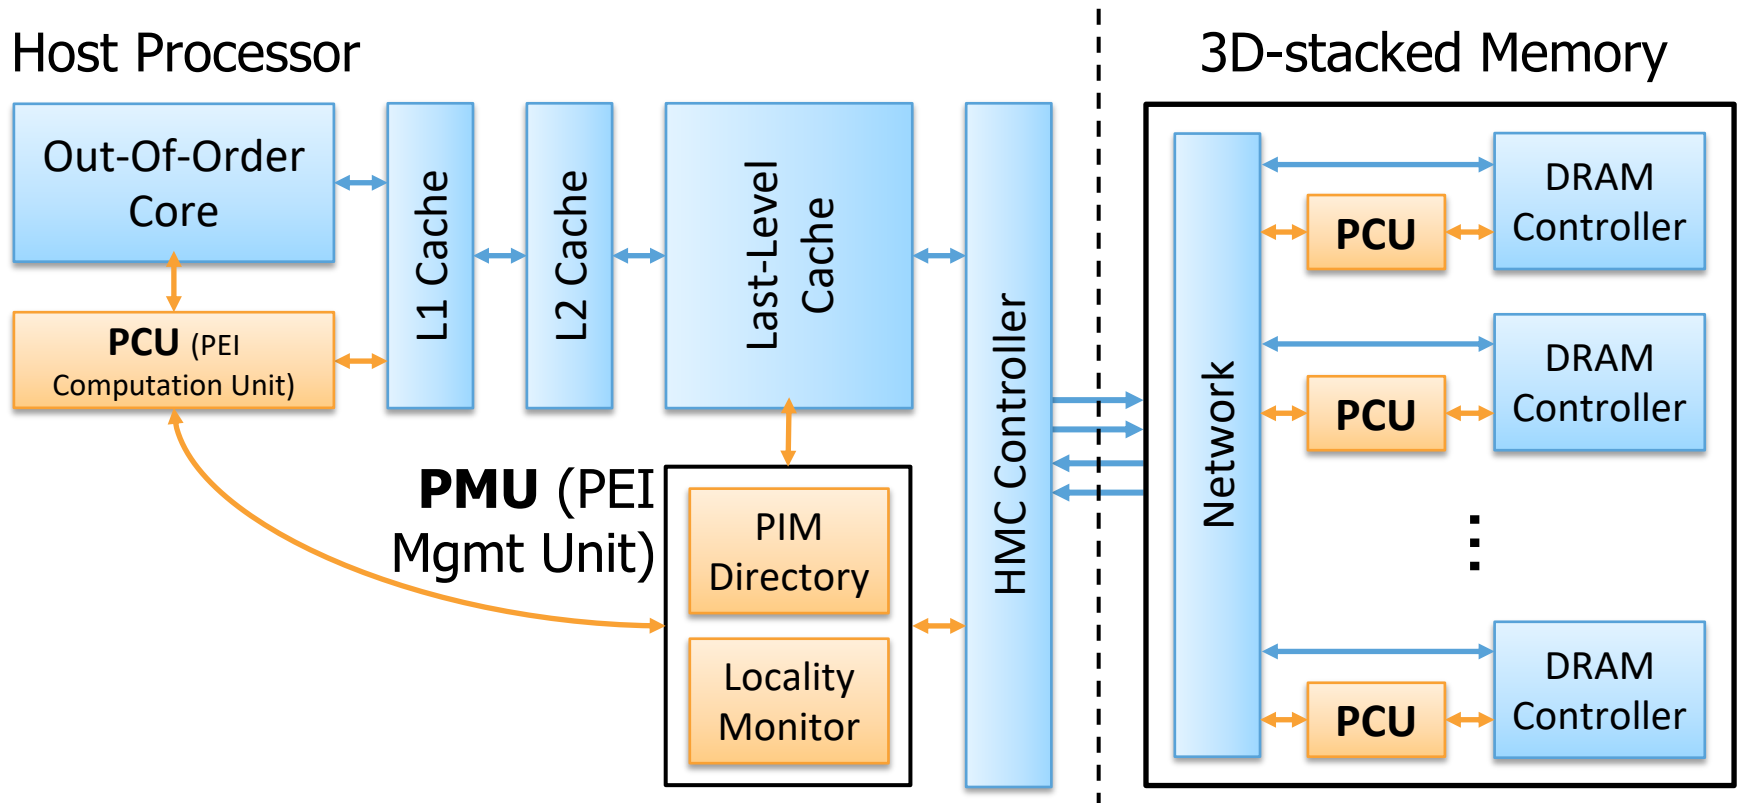 Host Processor
3D-stacked Memory
Out-Of-Order
Core
L1 Cache
L2 Cache
Last-Level
Cache
HMC Controller
PCU (PEI
Computation Unit)
PMU (PEI
Mgmt Unit)
PIM
Directory
Locality
Monitor
Network
DRAM
Controller
PCU
DRAM
Controller
PCU
...
DRAM
Controller
PCU